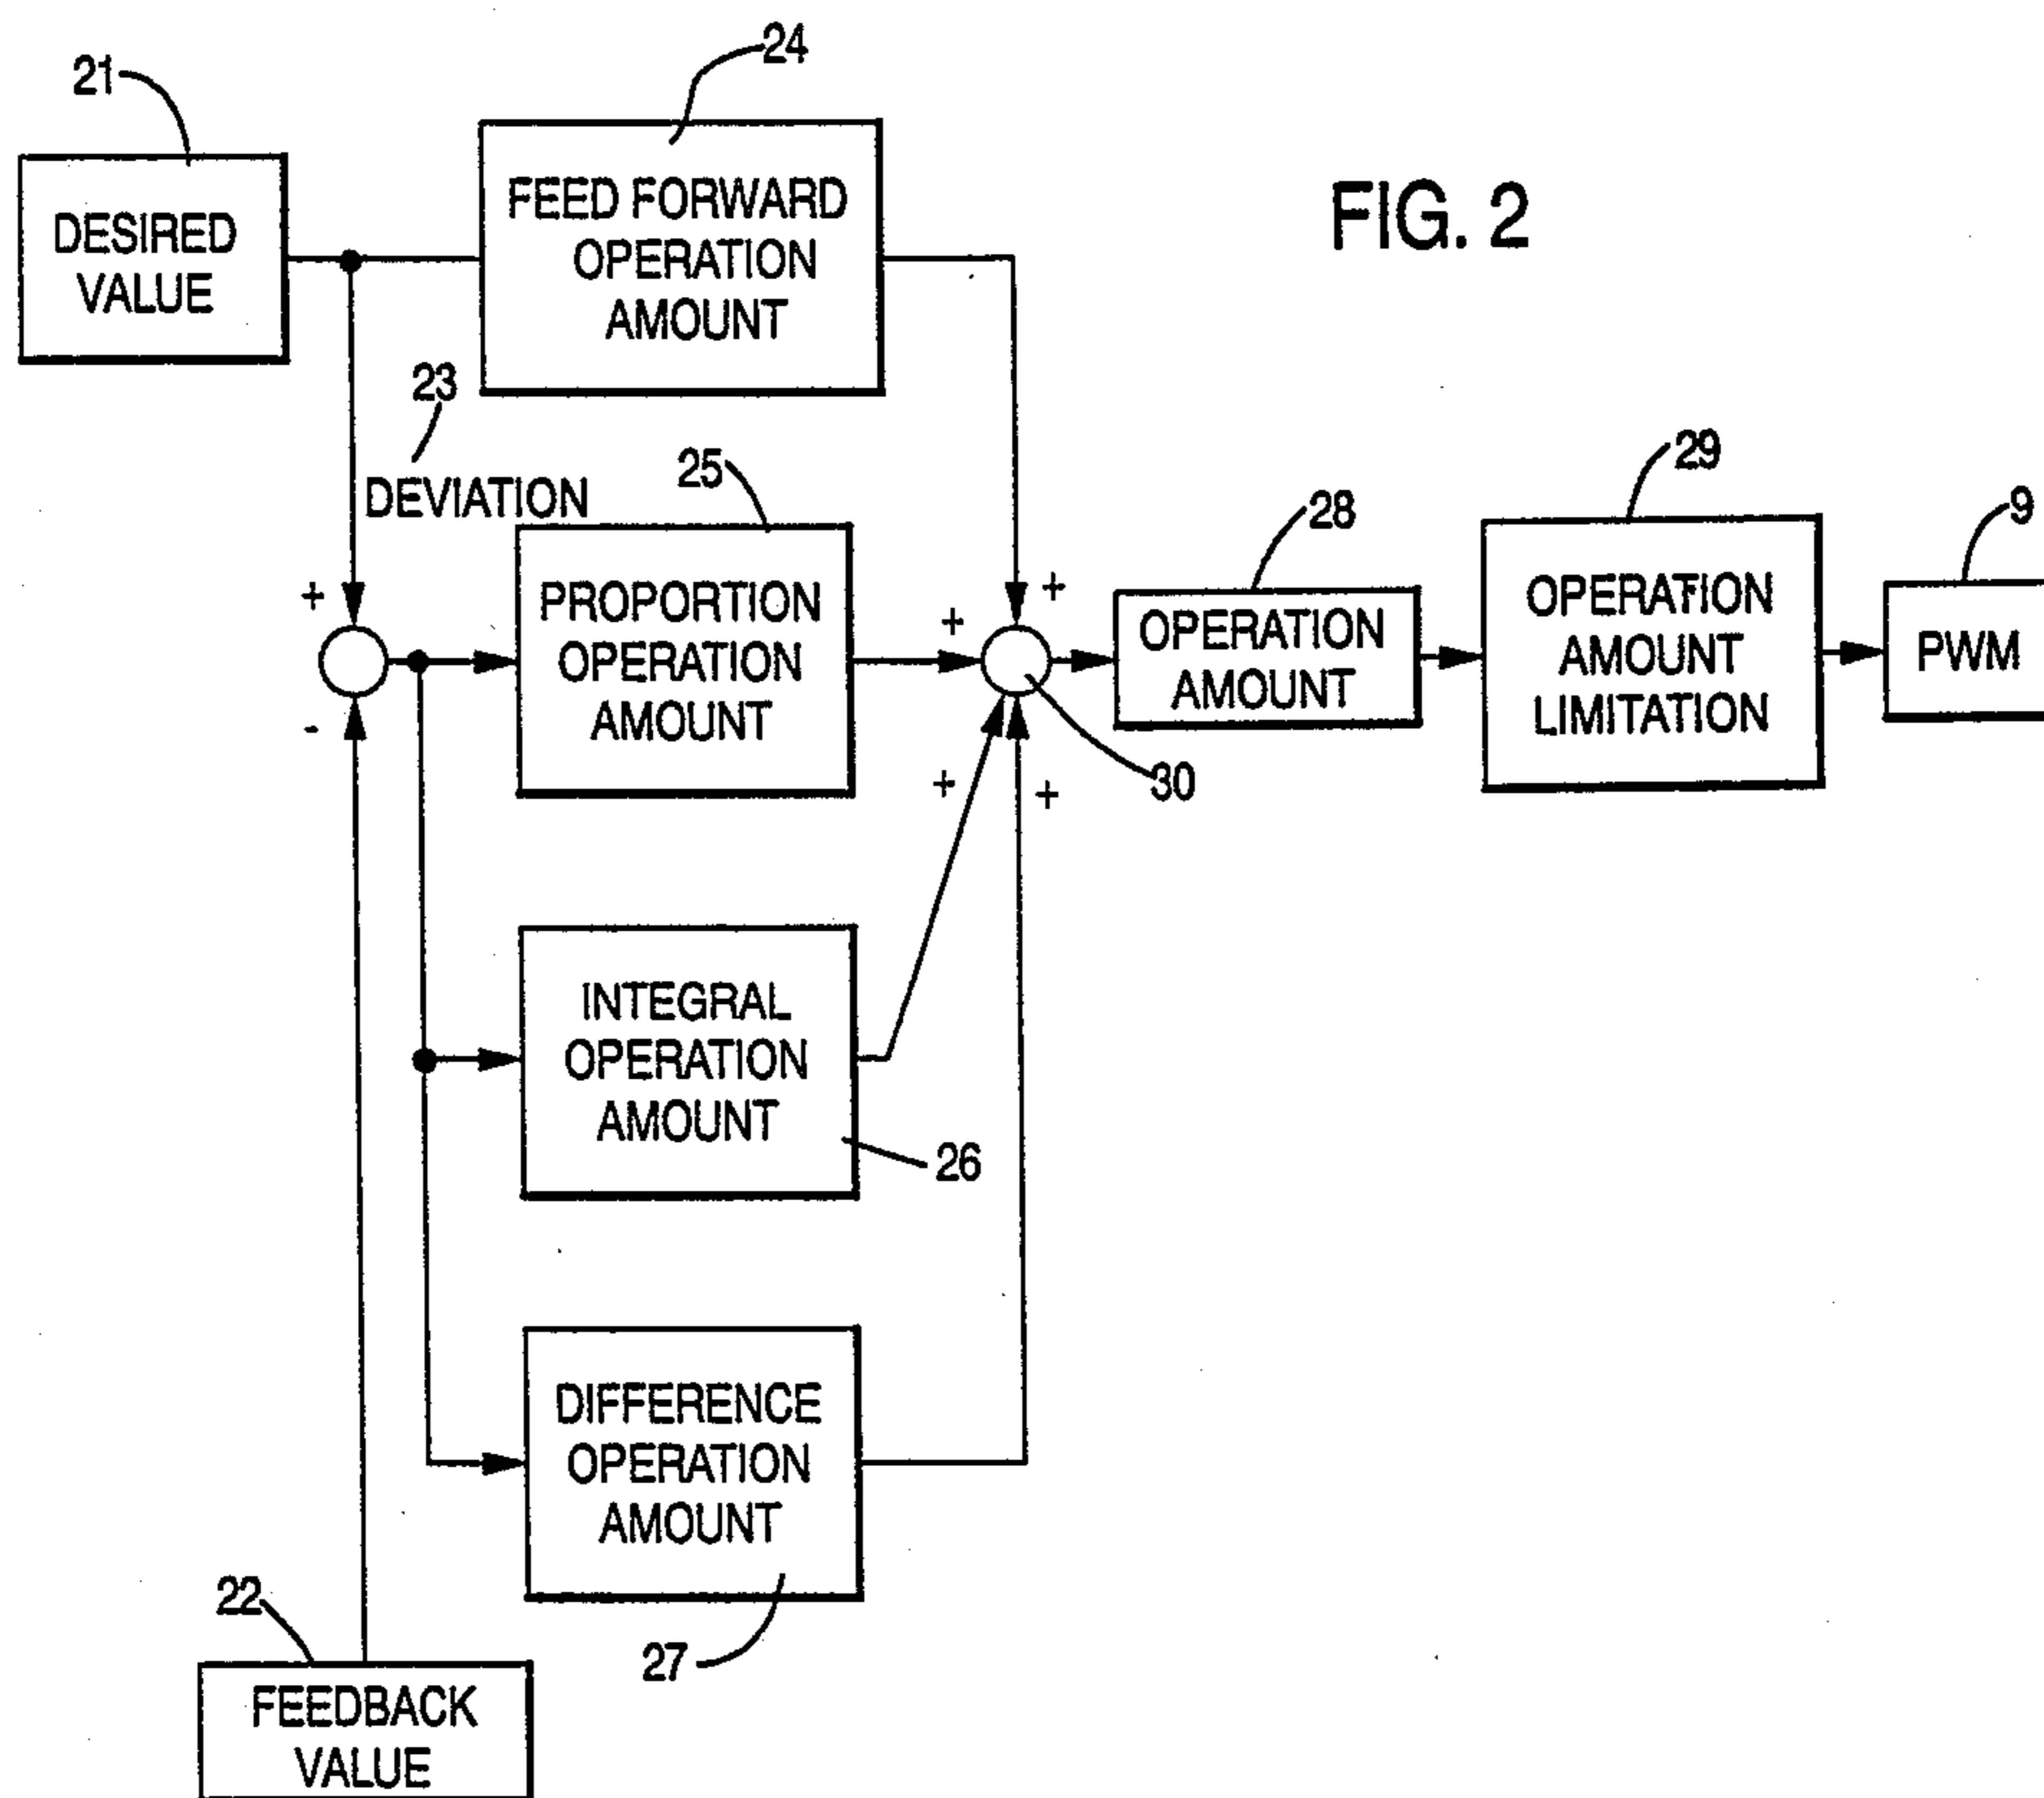 24
21
FEED FORWARD
OPERATION
AMOUNT
FIG. 2
DESIRED
VALUE
23
DEVIATION
25
29
28
9
+
+
+
PROPORTION
OPERATION
AMOUNT
OPERATION
AMOUNT
OPERATION
AMOUNT
LIMITATION
PWM
-
+
+
30
INTEGRAL
OPERATION
AMOUNT
26
DIFFERENCE
OPERATION
AMOUNT
22
27
FEEDBACK
VALUE